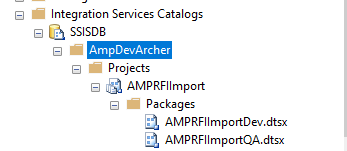 Integration Services Catalogs
SSISDB
AmpDevArcher
Projects
AMPRFIImport
Packages
AMPRFIImportDev.dtsx
AMPRFIImportQA.dtsx